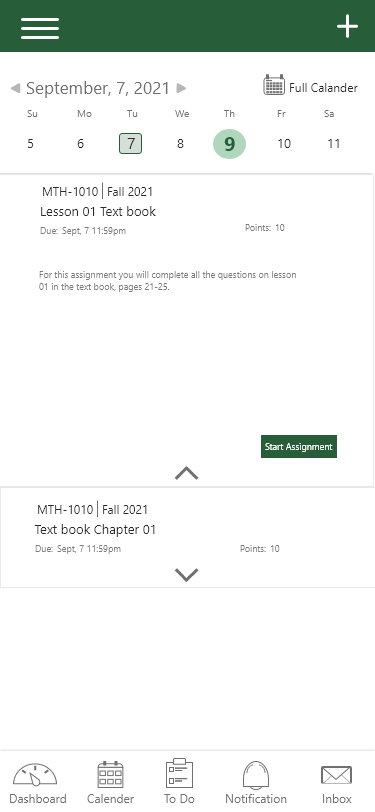 September, 7, 2021
Full Calander
Su Mo Tu We Th Fr Sa
5 6 7 8 9 10 11
MTH-1010 | Fall 2021
Lesson 01 Text book
Due: Sept, 7 11:59pm Points: 10
For this assignment you will complete all the questions on lesson
01 in the text book, pages 21-25.
Start Assignment
MTH-1010 | Fall 2021
Text book Chapter 01
Due: Sept, 7 11:59pm Points: 10
Dashboard Calender To Do Notification Inbox